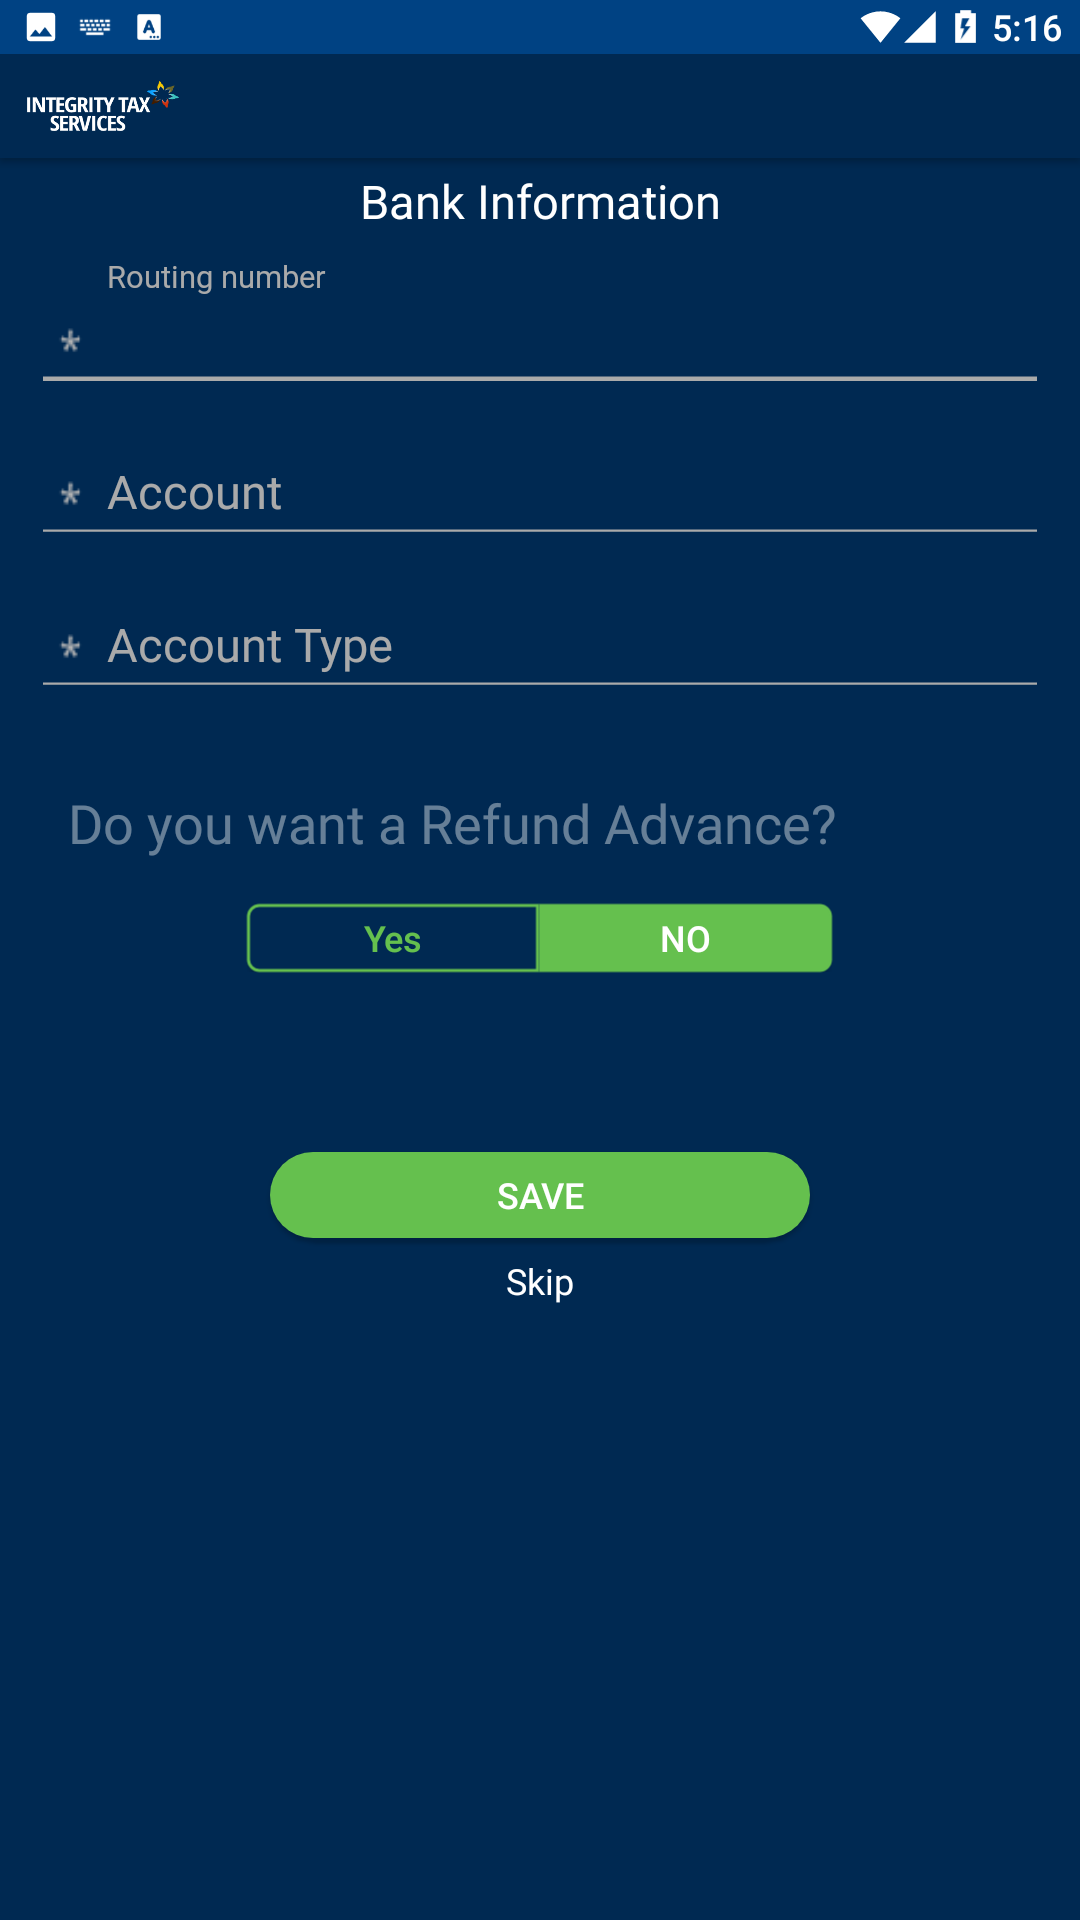 5:16
INTEGRITY TAX
SERVICES
Bank Information
Routing number
*
* Account
* Account Type
Do you want a Refund Advance?
Yes NO
SAVE
Skip